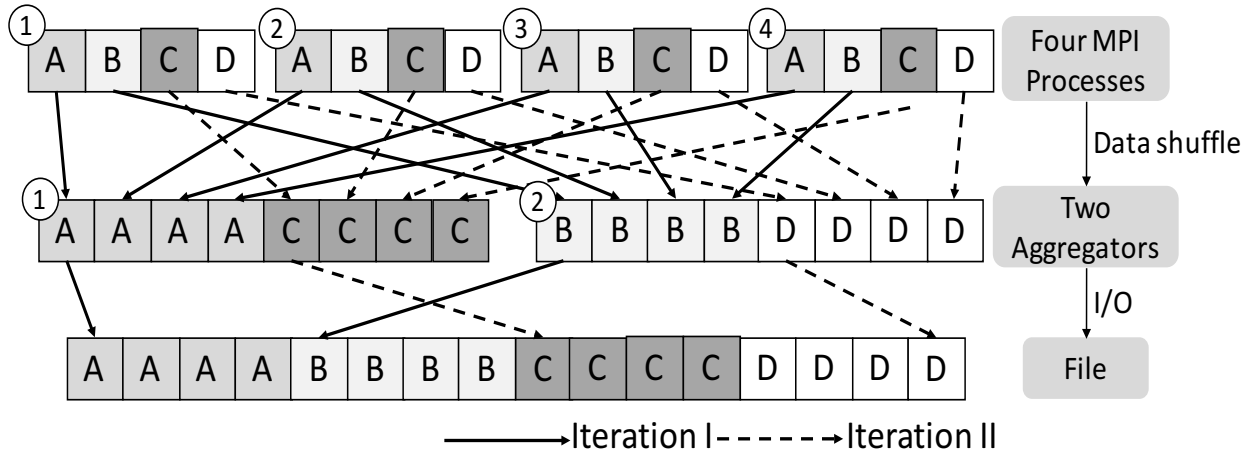 1 2 3 4
A B C D A B C D A B C D A B C D
Four MPI
Processes
Data shuffle
1 2
A A A A C C C C B B B B D D D D
Two
Aggregators
I/O
A A A A B B B B C C C C D D D D
File
Iteration I Iteration II